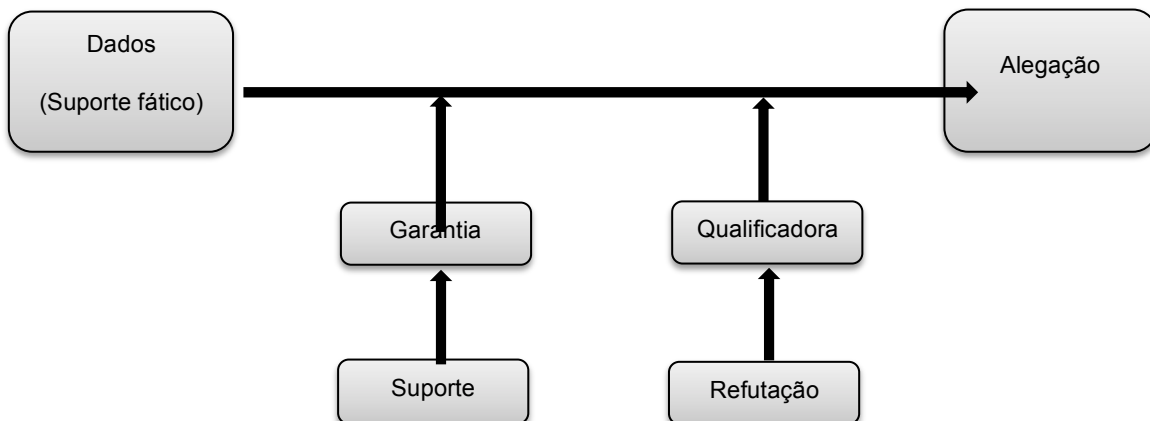 Dados
(Suporte fático)
Alegação
Garantia
Qualificadora
Suporte
Refutação